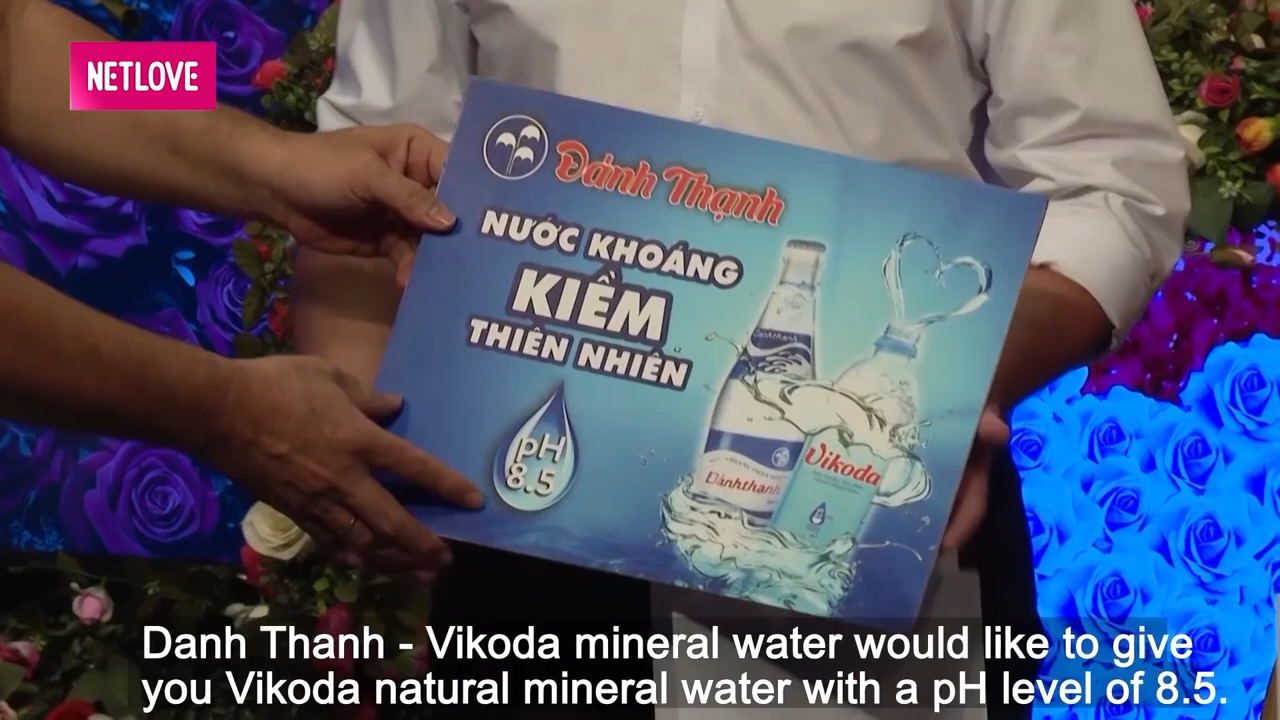 NETLOVE
Đảnh Thạnh
NƯỚC KHOÁNG
KIỀM
THIÊN NHIÊN
pH
8.5
Danhthanh
Vikoda
Đảnhthạnh
Danh Thanh - Vikoda mineral water would like to give
you Vikoda natural mineral water with a pH level of 8.5.